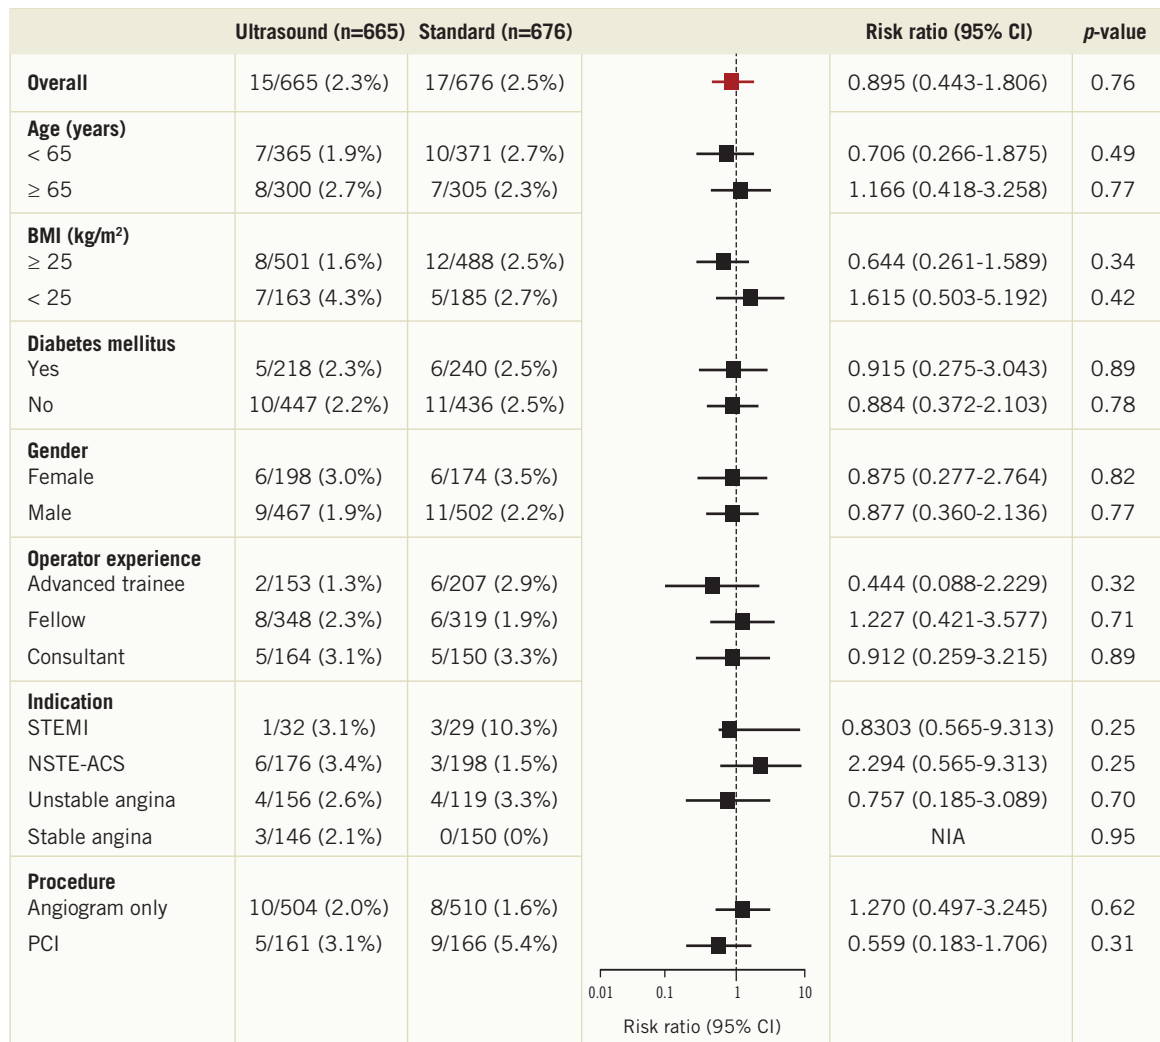 Ultrasound (n=665) Standard (n=676) Risk ratio (95% CI) p-value
Overall 15/665 (2.3%) 17/676 (2.5%) 0.895 (0.443-1.806) 0.76
Age (years)
< 65 7/365 (1.9%) 10/371 (2.7%) 0.706 (0.266-1.875) 0.49
≥ 65 8/300 (2.7%) 7/305 (2.3%) 1.166 (0.418-3.258) 0.77
BMI (kg/m²)
≥ 25 8/501 (1.6%) 12/488 (2.5%) 0.644 (0.261-1.589) 0.34
< 25 7/163 (4.3%) 5/185 (2.7%) 1.615 (0.503-5.192) 0.42
Diabetes mellitus
Yes 5/218 (2.3%) 6/240 (2.5%) 0.915 (0.275-3.043) 0.89
No 10/447 (2.2%) 11/436 (2.5%) 0.884 (0.372-2.103) 0.78
Gender
Female 6/198 (3.0%) 6/174 (3.5%) 0.875 (0.277-2.764) 0.82
Male 9/467 (1.9%) 11/502 (2.2%) 0.877 (0.360-2.136) 0.77
Operator experience
Advanced trainee 2/153 (1.3%) 6/207 (2.9%) 0.444 (0.088-2.229) 0.32
Fellow 8/348 (2.3%) 6/319 (1.9%) 1.227 (0.421-3.577) 0.71
Consultant 5/164 (3.1%) 5/150 (3.3%) 0.912 (0.259-3.215) 0.89
Indication
STEMI 1/32 (3.1%) 3/29 (10.3%) 0.8303 (0.565-9.313) 0.25
NSTE-ACS 6/176 (3.4%) 3/198 (1.5%) 2.294 (0.565-9.313) 0.25
Unstable angina 4/156 (2.6%) 4/119 (3.3%) 0.757 (0.185-3.089) 0.70
Stable angina 3/146 (2.1%) 0/150 (0%) NIA 0.95
Procedure
Angiogram only 10/504 (2.0%) 8/510 (1.6%) 1.270 (0.497-3.245) 0.62
PCI 5/161 (3.1%) 9/166 (5.4%) 0.559 (0.183-1.706) 0.31
0.01 0.1 1 10
Risk ratio (95% CI)